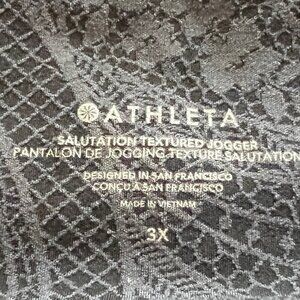 ATHLETA
SALUTATION TEXTURED JOGGER
PANTALON DE JOGGING TEXTURÉ SALUTATION
DESIGNED IN SAN FRANCISCO
CONÇU À SAN FRANCISCO
MADE IN VIETNAM
3X